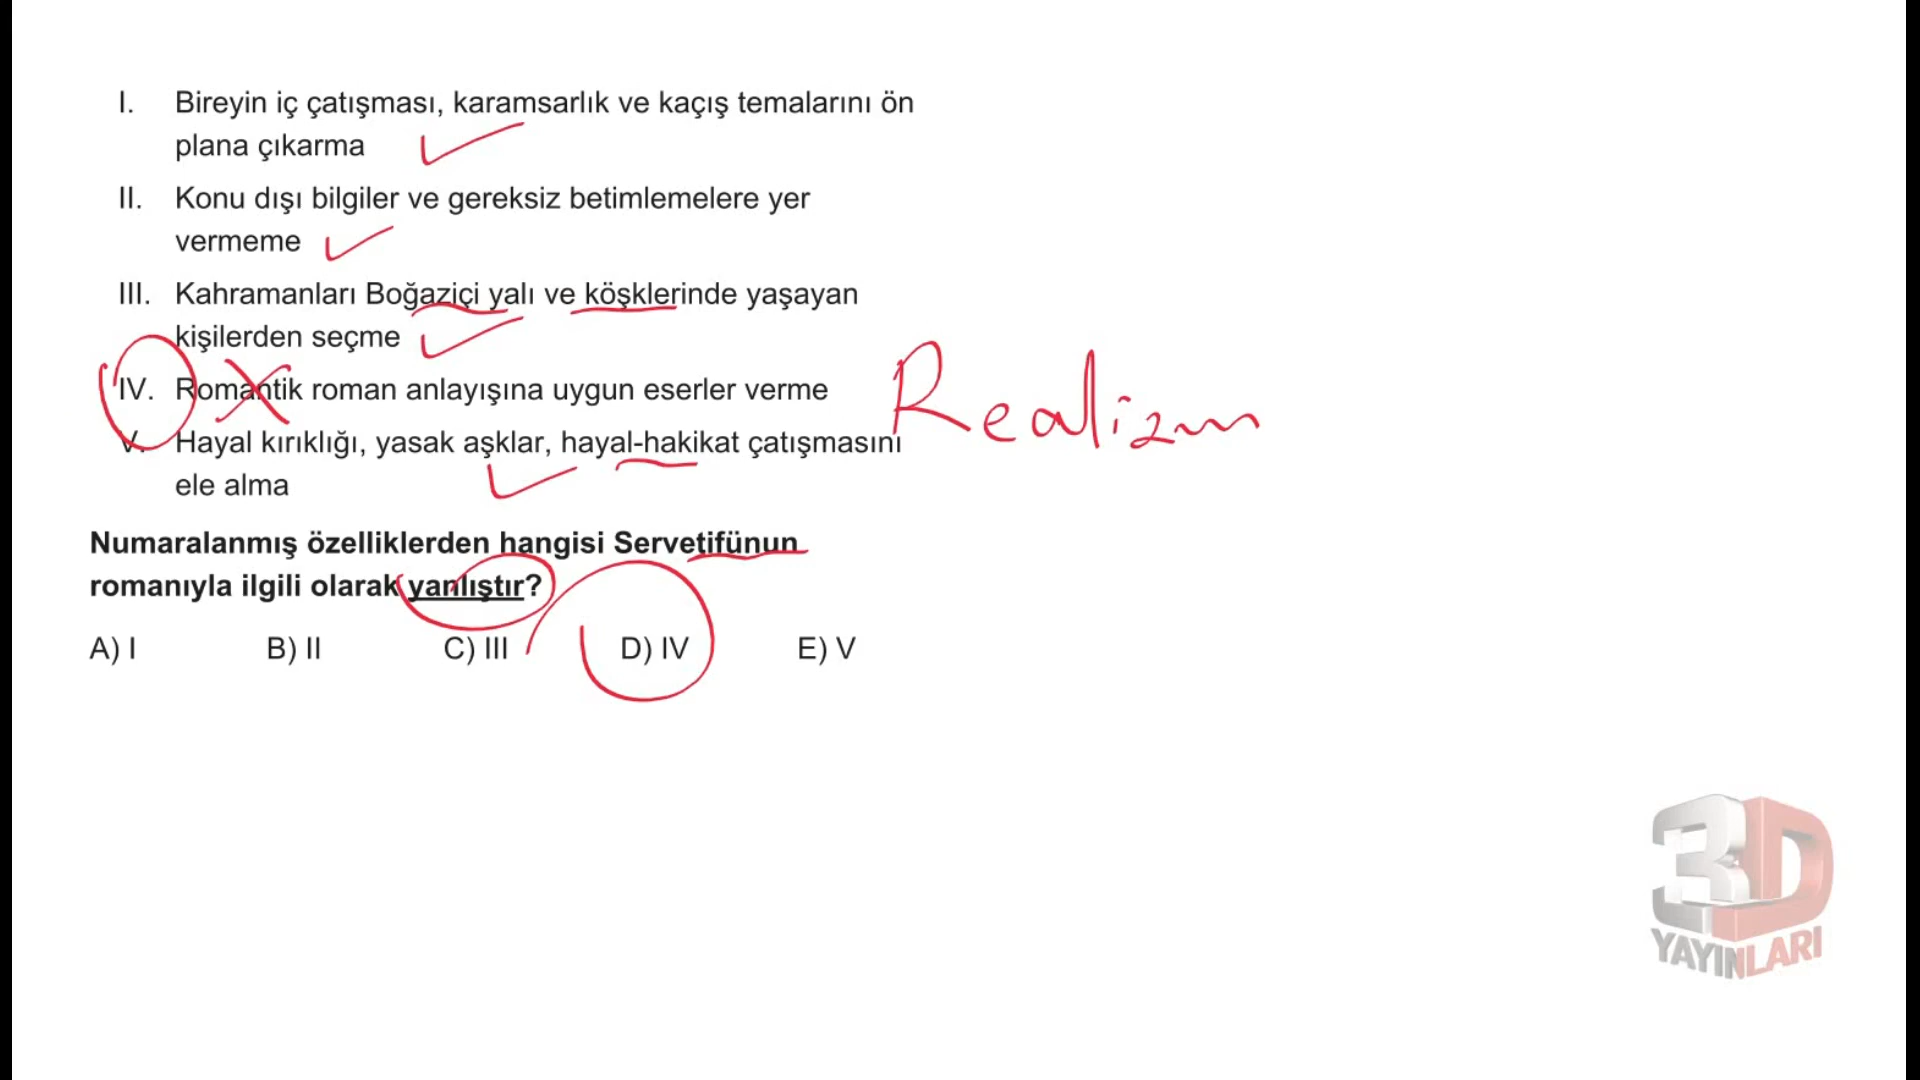 I. Bireyin iç çatışması, karamsarlık ve kaçış temalarını ön
plana çıkarma
II. Konu dışı bilgiler ve gereksiz betimlemelere yer
vermeme
III. Kahramanları Boğaziçi yalı ve köşklerinde yaşayan
kişilerden seçme
IV. Romantik roman anlayışına uygun eserler verme
Realizm
V. Hayal kırıklığı, yasak aşklar, hayal-hakikat çatışmasını
ele alma
Numaralanmış özelliklerden hangisi Servetifünun
romanıyla ilgili olarak yanlıştır?
A) I B) II C) III D) IV E) V
3D
YAYINLARI